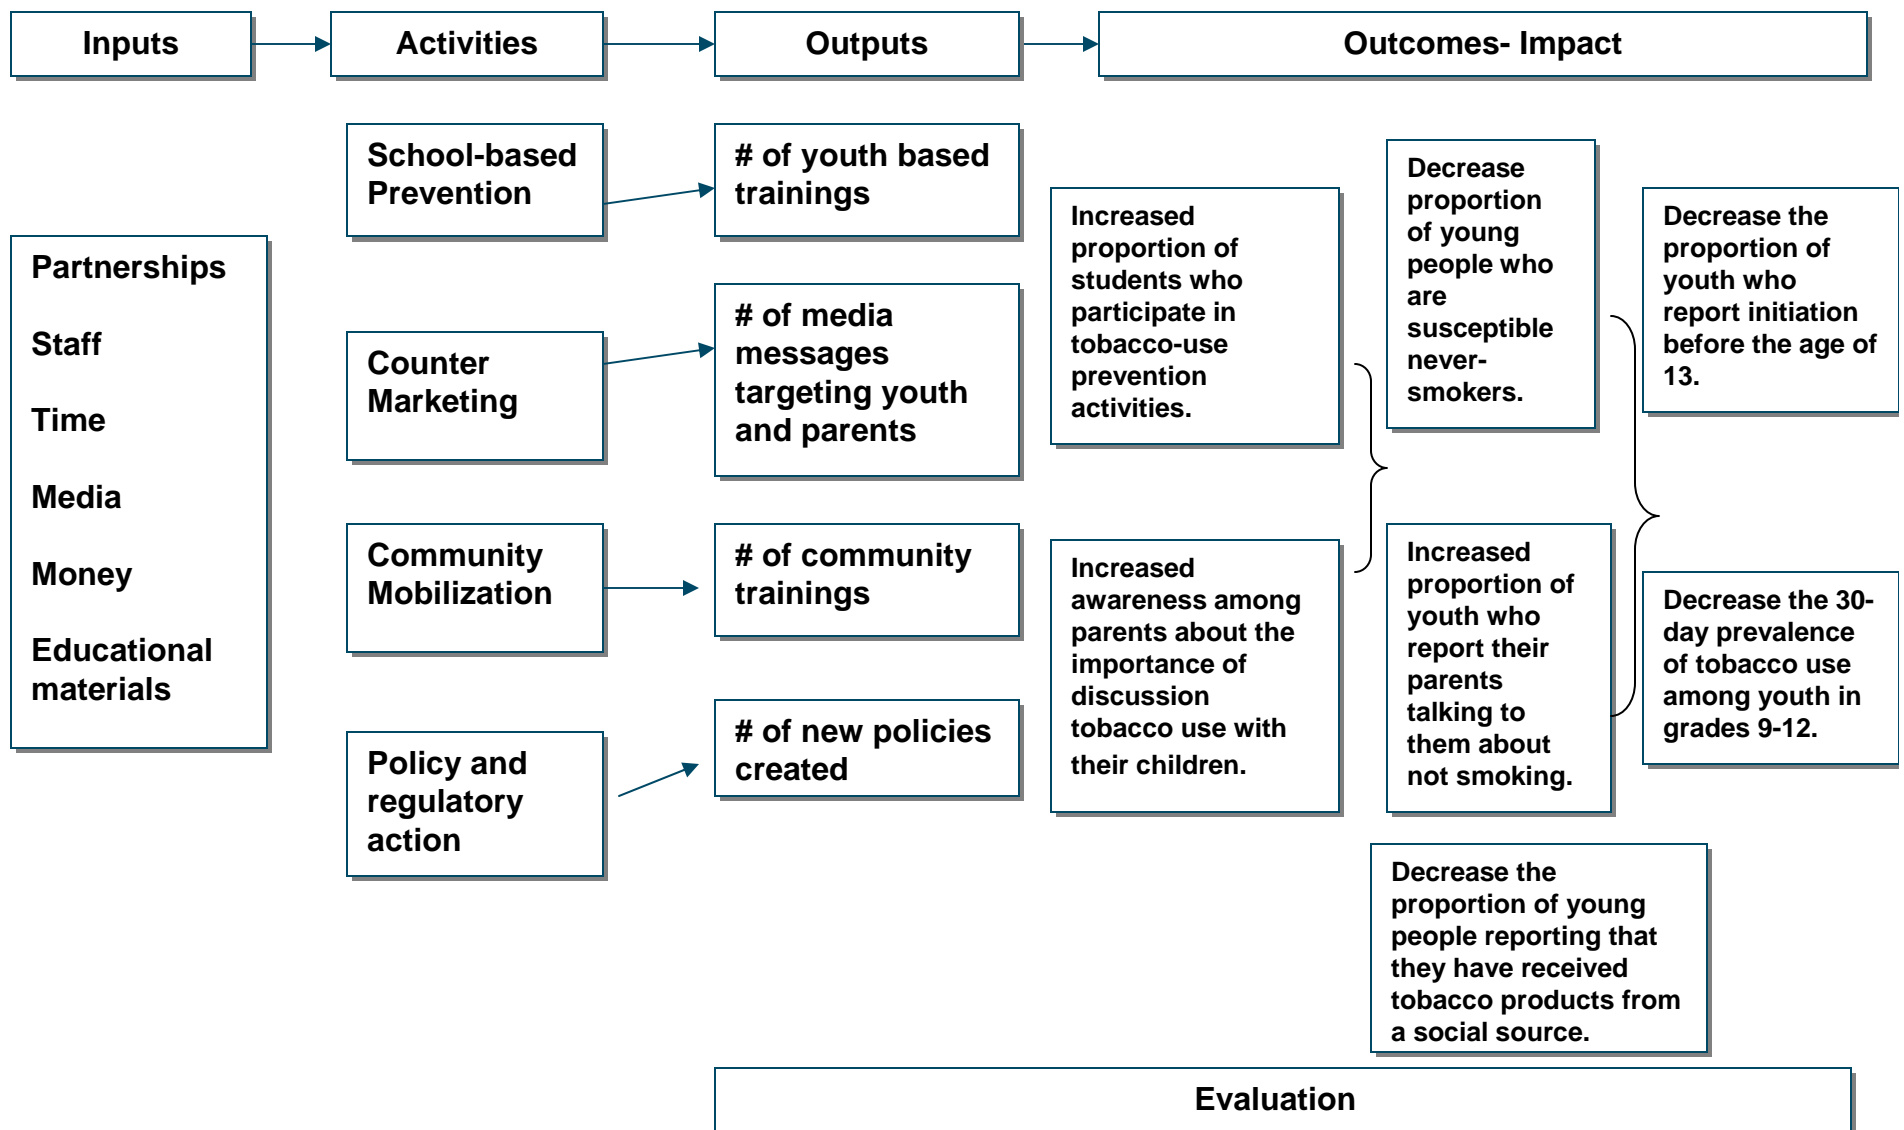 Inputs
Activities
Outputs
Outcomes- Impact
Partnerships
Staff
Time
Media
Money
Educational
materials
School-based
Prevention
Counter
Marketing
Community
Mobilization
Policy and
regulatory
action
# of youth based
trainings
# of media
messages
targeting youth
and parents
# of community
trainings
# of new policies
created
Increased
proportion of
students who
participate in
tobacco-use
prevention
activities.
Increased
awareness among
parents about the
importance of
discussion
tobacco use with
their children.
Decrease
proportion
of young
people who
are
susceptible
never-
smokers.
Increased
proportion of
youth who
report their
parents
talking to
them about
not smoking.
Decrease the
proportion of young
people reporting that
they have received
tobacco products from
a social source.
Decrease the
proportion of
youth who
report initiation
before the age of
13.
Decrease the 30-
day prevalence
of tobacco use
among youth in
grades 9-12.
Evaluation